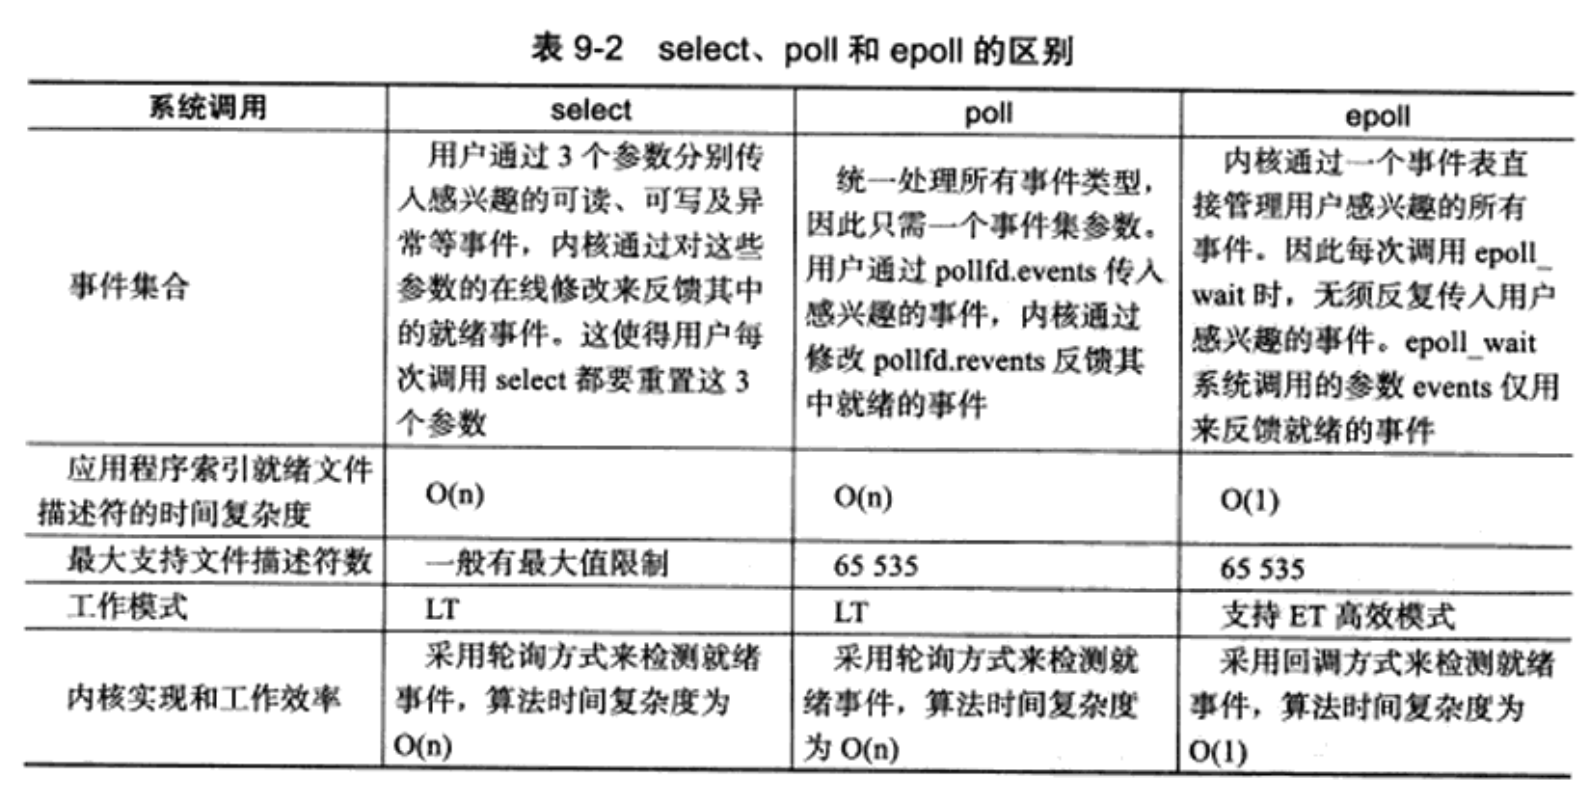 表 9-2 select、poll 和 epoll 的区别
系统调用
select
poll
epoll
事件集合
用户通过 3 个参数分别传
入感兴趣的可读、可写及异
常等事件，内核通过对这些
参数的在线修改来反馈其中
的就绪事件。这使得用户每
次调用 select 都要重置这 3
个参数
统一处理所有事件类型，
因此只需一个事件集参数。
用户通过 pollfd.events 传入
感兴趣的事件，内核通过
修改 pollfd.revents 反馈其
中就绪的事件
内核通过一个事件表直
接管理用户感兴趣的所有
事件。因此每次调用 epoll_
wait 时，无须反复传入用户
感兴趣的事件。epoll_wait
系统调用的参数 events 仅用
来反馈就绪的事件
应用程序索引就绪文件
描述符的时间复杂度
O(n)
O(n)
O(1)
最大支持文件描述符数
一般有最大值限制
65 535
65 535
工作模式
LT
LT
支持 ET 高效模式
内核实现和工作效率
采用轮询方式来检测就绪
事件，算法时间复杂度为
O(n)
采用轮询方式来检测就
绪事件，算法时间复杂度
为 O(n)
采用回调方式来检测就绪
事件，算法时间复杂度为
O(1)